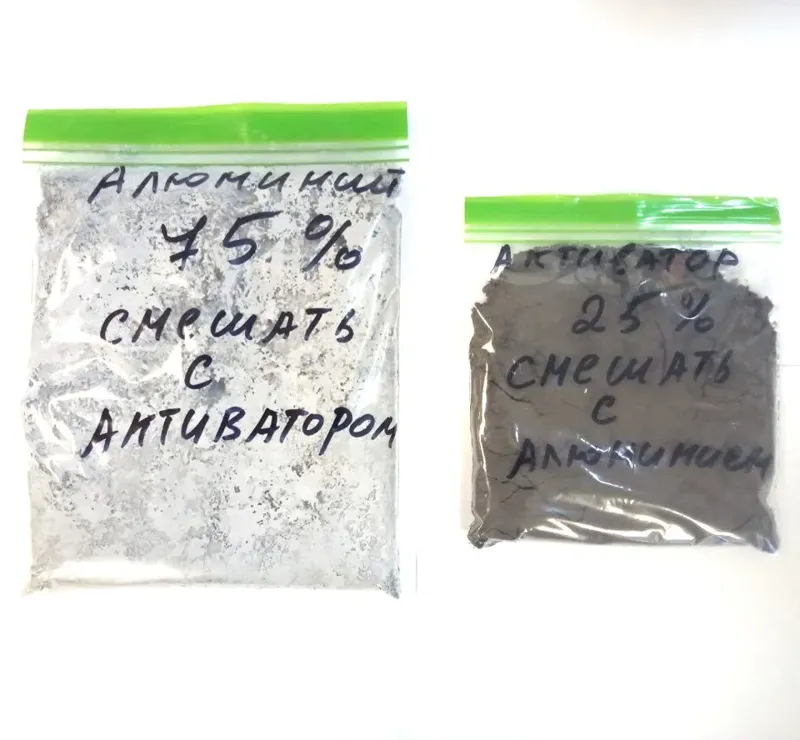 Алюминий
75%
смешать
с
активатором
Активатор
25%
смешать
с
Алюминием